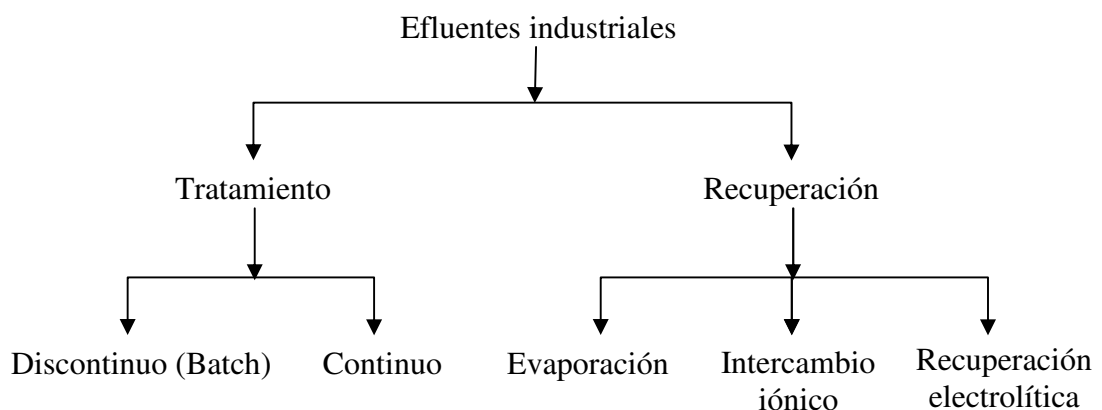 Efluentes industriales
Tratamiento
Recuperación
Discontinuo (Batch)
Continuo
Evaporación
Intercambio
iónico
Recuperación
electrolítica